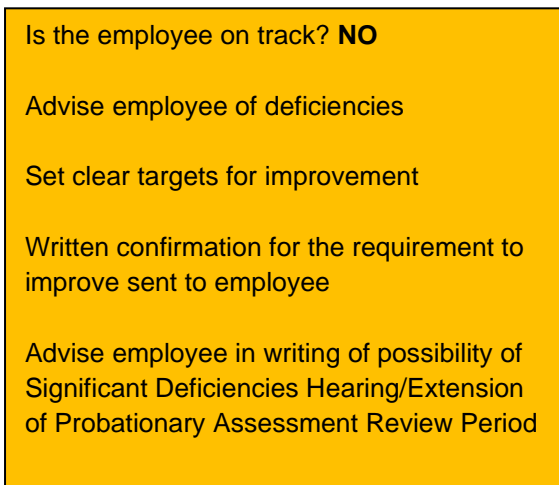 Is the employee on track? NO
Advise employee of deficiencies
Set clear targets for improvement
Written confirmation for the requirement to
improve sent to employee
Advise employee in writing of possibility of
Significant Deficiencies Hearing/Extension
of Probationary Assessment Review Period